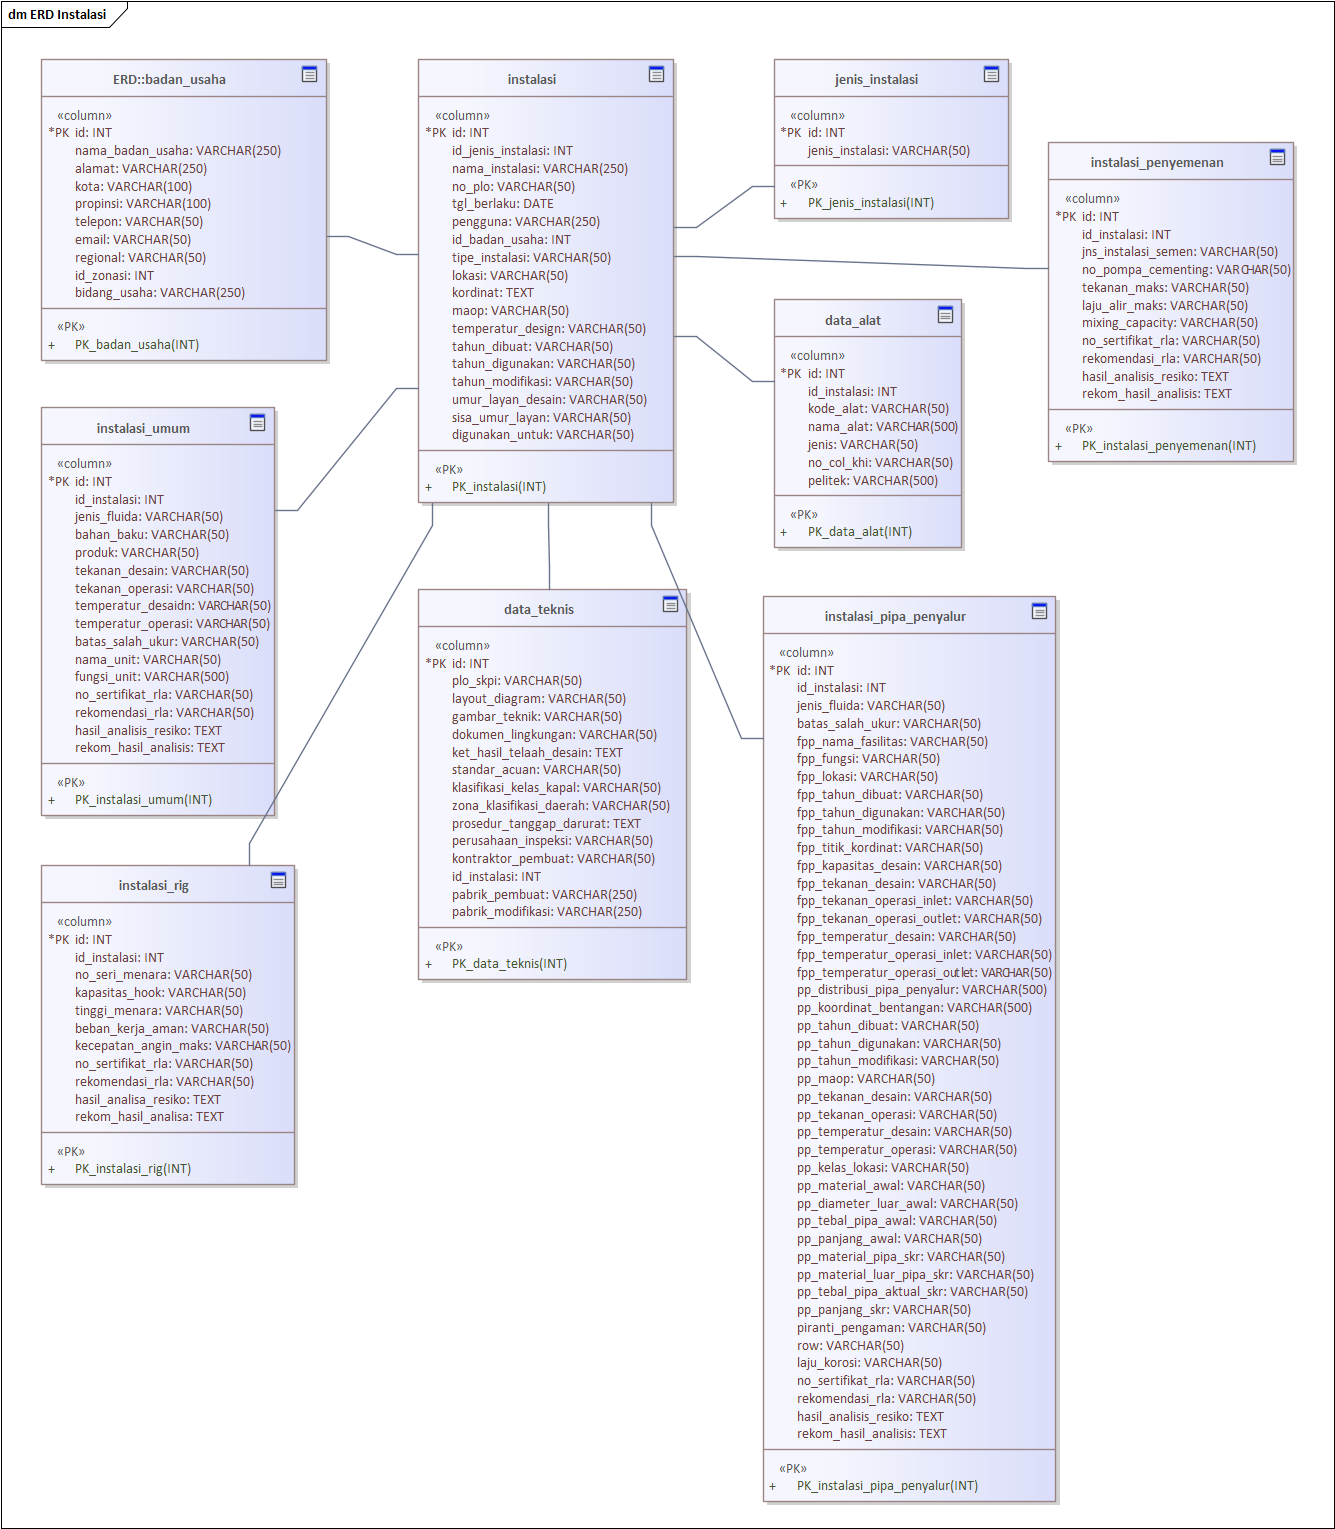 dm ERD Instalasi
ERD::badan_usaha
«column»
*PK id: INT
nama_badan_usaha: VARCHAR(250)
alamat: VARCHAR(250)
kota: VARCHAR(100)
propinsi: VARCHAR(100)
telepon: VARCHAR(50)
email: VARCHAR(50)
regional: VARCHAR(50)
id_zonasi: INT
bidang_usaha: VARCHAR(250)
«PK»
+ PK_badan_usaha(INT)
instalasi
«column»
*PK id: INT
id_jenis_instalasi: INT
nama_instalasi: VARCHAR(250)
no_plo: VARCHAR(50)
tgl_berlaku: DATE
pengguna: VARCHAR(250)
id_badan_usaha: INT
tipe_instalasi: VARCHAR(50)
lokasi: VARCHAR(50)
kordinat: TEXT
maop: VARCHAR(50)
temperatur_design: VARCHAR(50)
tahun_dibuat: VARCHAR(50)
tahun_digunakan: VARCHAR(50)
tahun_modifikasi: VARCHAR(50)
umur_layan_desain: VARCHAR(50)
sisa_umur_layan: VARCHAR(50)
digunakan_untuk: VARCHAR(50)
«PK»
+ PK_instalasi(INT)
jenis_instalasi
«column»
*PK id: INT
jenis_instalasi: VARCHAR(50)
«PK»
+ PK_jenis_instalasi(INT)
instalasi_penyemenan
«column»
*PK id: INT
id_instalasi: INT
jns_instalasi_semen: VARCHAR(50)
no_pompa_cementing: VARCHAR(50)
tekanan_maks: VARCHAR(50)
laju_alir_maks: VARCHAR(50)
mixing_capacity: VARCHAR(50)
no_sertifikat_rla: VARCHAR(50)
rekomendasi_rla: VARCHAR(50)
hasil_analisis_resiko: TEXT
rekom_hasil_analisis: TEXT
«PK»
+ PK_instalasi_penyemenan(INT)
data_alat
«column»
*PK id: INT
id_instalasi: INT
kode_alat: VARCHAR(50)
nama_alat: VARCHAR(500)
jenis: VARCHAR(50)
no_col_khi: VARCHAR(50)
pelitek: VARCHAR(500)
«PK»
+ PK_data_alat(INT)
instalasi_umum
«column»
*PK id: INT
id_instalasi: INT
jenis_fluida: VARCHAR(50)
bahan_baku: VARCHAR(50)
produk: VARCHAR(50)
tekanan_desain: VARCHAR(50)
tekanan_operasi: VARCHAR(50)
temperatur_desaidn: VARCHAR(50)
temperatur_operasi: VARCHAR(50)
batas_salah_ukur: VARCHAR(50)
nama_unit: VARCHAR(50)
fungsi_unit: VARCHAR(500)
no_sertifikat_rla: VARCHAR(50)
rekomendasi_rla: VARCHAR(50)
hasil_analisis_resiko: TEXT
rekom_hasil_analisis: TEXT
«PK»
+ PK_instalasi_umum(INT)
data_teknis
«column»
*PK id: INT
plo_skpi: VARCHAR(50)
layout_diagram: VARCHAR(50)
gambar_teknik: VARCHAR(50)
dokumen_lingkungan: VARCHAR(50)
ket_hasil_telaah_desain: TEXT
standar_acuan: VARCHAR(50)
klasifikasi_kelas_kapal: VARCHAR(50)
zona_klasifikasi_daerah: VARCHAR(50)
prosedur_tanggap_darurat: TEXT
perusahaan_inspeksi: VARCHAR(50)
kontraktor_pembuat: VARCHAR(50)
id_instalasi: INT
pabrik_pembuat: VARCHAR(250)
pabrik_modifikasi: VARCHAR(250)
«PK»
+ PK_data_teknis(INT)
instalasi_pipa_penyalur
«column»
*PK id: INT
id_instalasi: INT
jenis_fluida: VARCHAR(50)
batas_salah_ukur: VARCHAR(50)
fpp_nama_fasilitas: VARCHAR(50)
fpp_fungsi: VARCHAR(50)
fpp_lokasi: VARCHAR(50)
fpp_tahun_dibuat: VARCHAR(50)
fpp_tahun_digunakan: VARCHAR(50)
fpp_tahun_modifikasi: VARCHAR(50)
fpp_titik_kordinat: VARCHAR(50)
fpp_kapasitas_desain: VARCHAR(50)
fpp_tekanan_desain: VARCHAR(50)
fpp_tekanan_operasi_inlet: VARCHAR(50)
fpp_tekanan_operasi_outlet: VARCHAR(50)
fpp_temperatur_desain: VARCHAR(50)
fpp_temperatur_operasi_inlet: VARCHAR(50)
fpp_temperatur_operasi_outlet: VARCHAR(50)
pp_distribusi_pipa_penyalur: VARCHAR(500)
pp_koordinat_bentangan: VARCHAR(500)
pp_tahun_dibuat: VARCHAR(50)
pp_tahun_digunakan: VARCHAR(50)
pp_tahun_modifikasi: VARCHAR(50)
pp_maop: VARCHAR(50)
pp_tekanan_desain: VARCHAR(50)
pp_tekanan_operasi: VARCHAR(50)
pp_temperatur_desain: VARCHAR(50)
pp_temperatur_operasi: VARCHAR(50)
pp_kelas_lokasi: VARCHAR(50)
pp_material_awal: VARCHAR(50)
pp_diameter_luar_awal: VARCHAR(50)
pp_tebal_pipa_awal: VARCHAR(50)
pp_panjang_awal: VARCHAR(50)
pp_material_pipa_skr: VARCHAR(50)
pp_material_luar_pipa_skr: VARCHAR(50)
pp_tebal_pipa_aktual_skr: VARCHAR(50)
pp_panjang_skr: VARCHAR(50)
piranti_pengaman: VARCHAR(50)
row: VARCHAR(50)
laju_korosi: VARCHAR(50)
no_sertifikat_rla: VARCHAR(50)
rekomendasi_rla: VARCHAR(50)
hasil_analisis_resiko: TEXT
rekom_hasil_analisis: TEXT
«PK»
+ PK_instalasi_pipa_penyalur(INT)
instalasi_rig
«column»
*PK id: INT
id_instalasi: INT
no_seri_menara: VARCHAR(50)
kapasitas_hook: VARCHAR(50)
tinggi_menara: VARCHAR(50)
beban_kerja_aman: VARCHAR(50)
kecepatan_angin_maks: VARCHAR(50)
no_sertifikat_rla: VARCHAR(50)
rekomendasi_rla: VARCHAR(50)
hasil_analisa_resiko: TEXT
rekom_hasil_analisa: TEXT
«PK»
+ PK_instalasi_rig(INT)